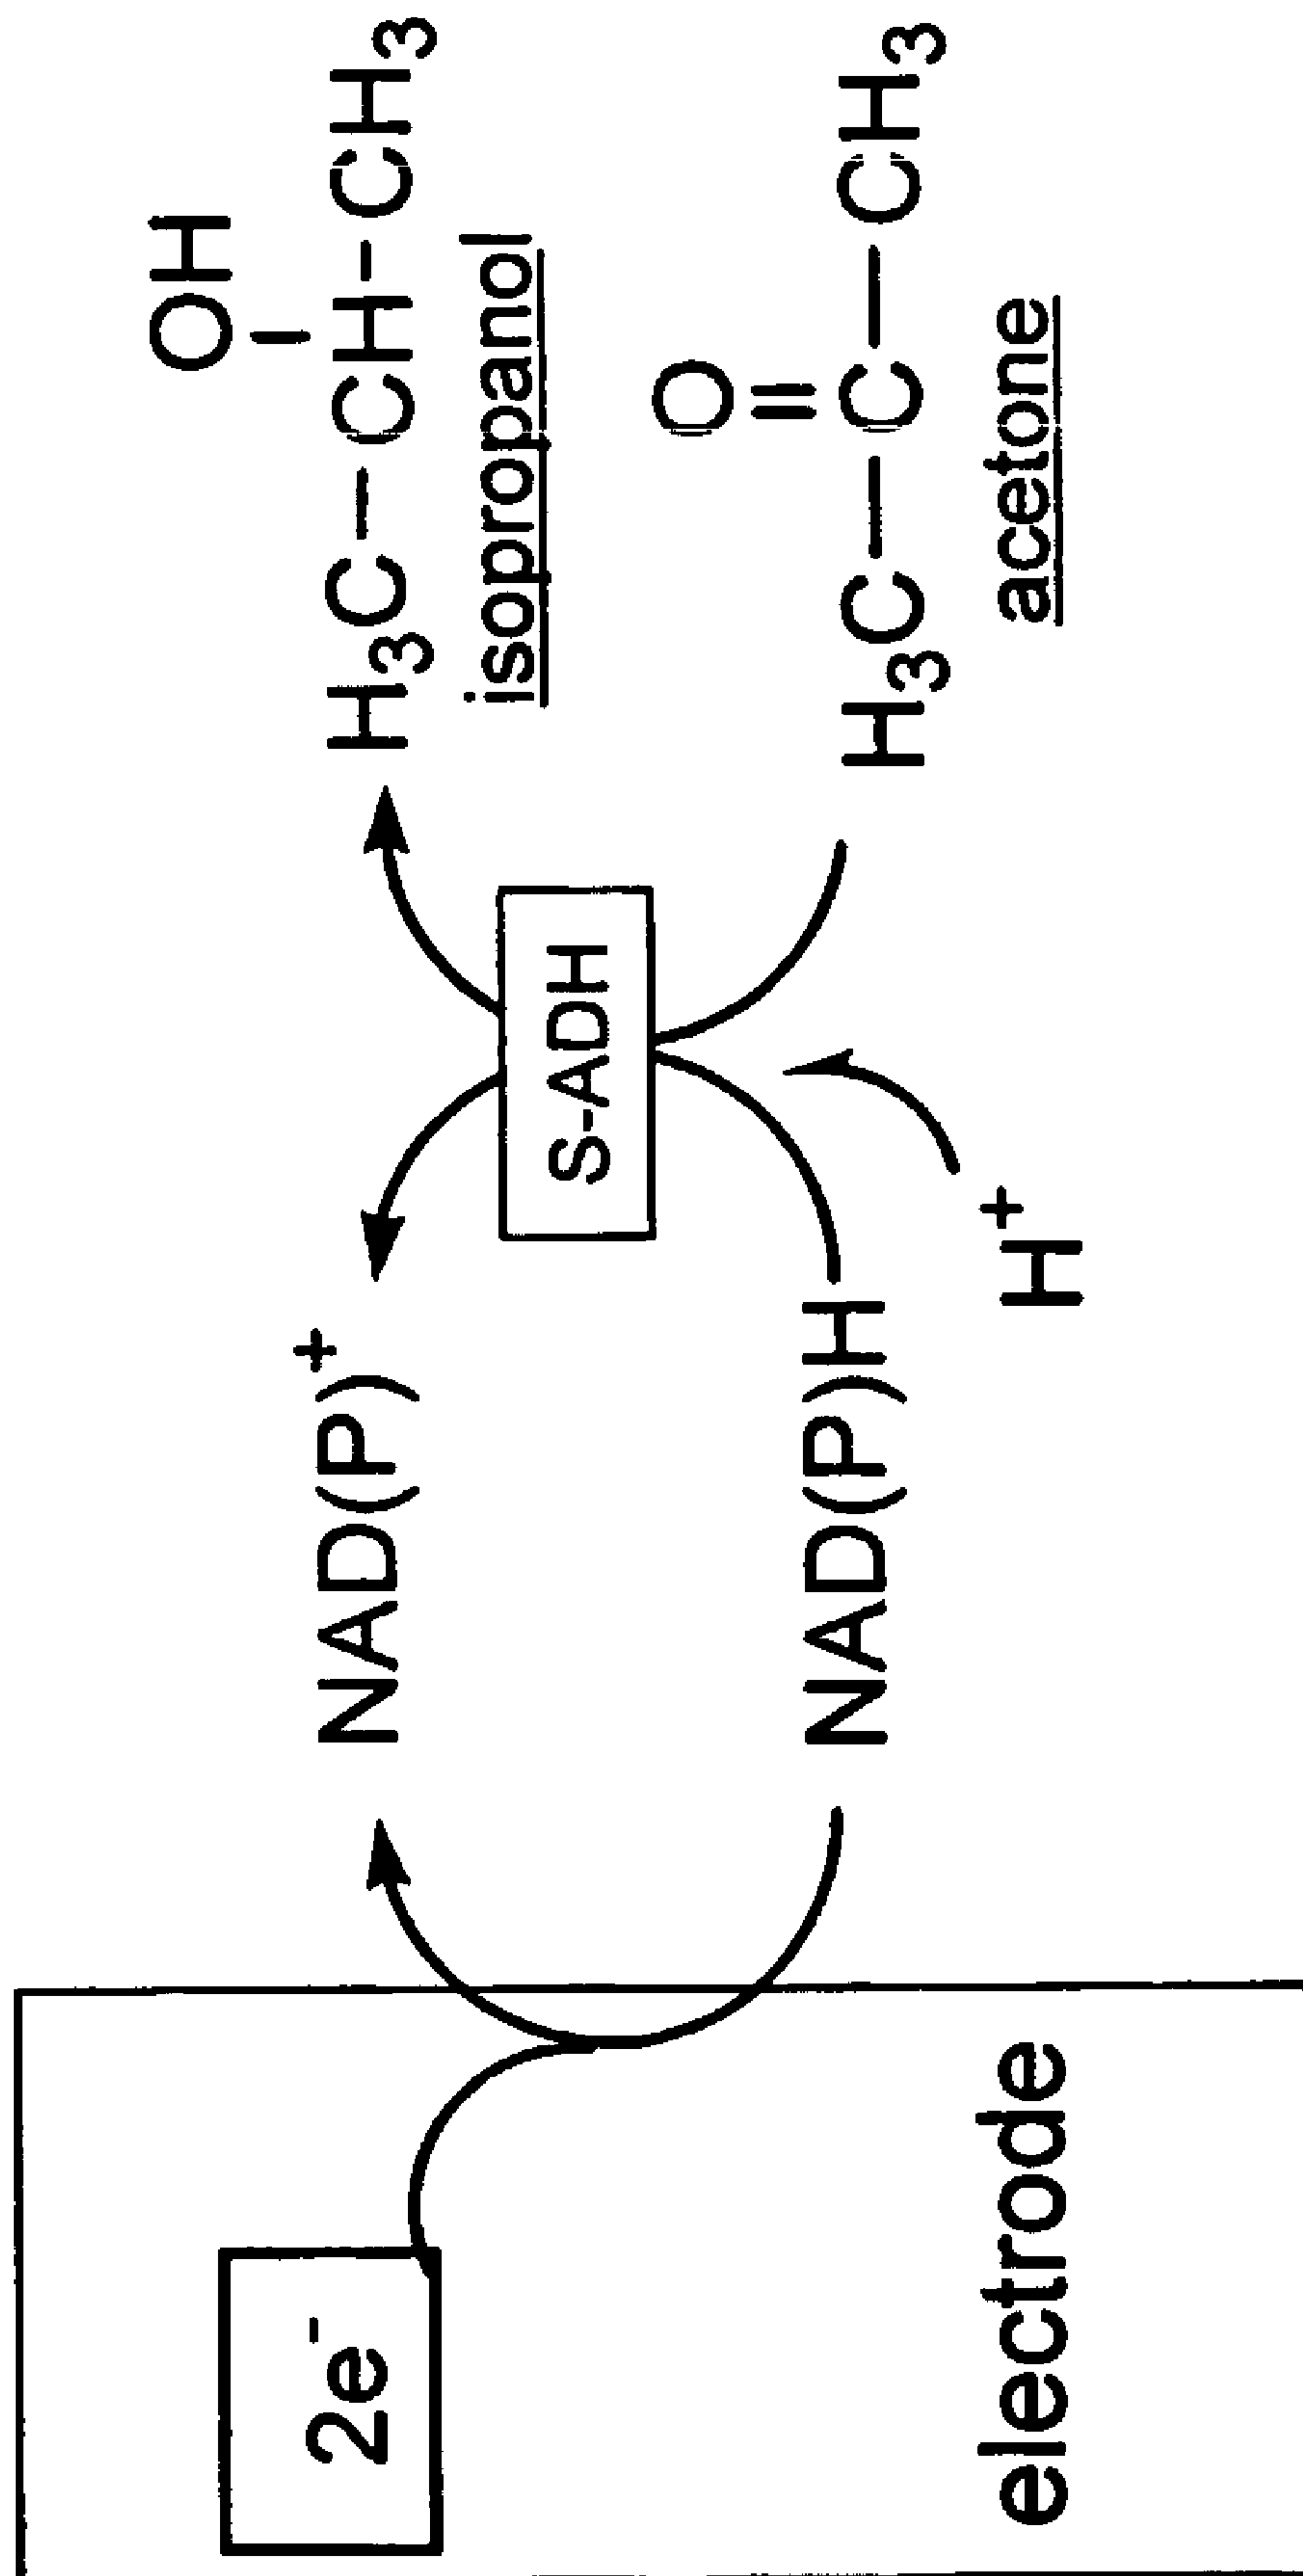 OH
H3C-CH-CH3
isopropanol
NAD(P)+
2e-
S-ADH
O
H3C-C-CH3
acetone
NAD(P)H
H+
electrode